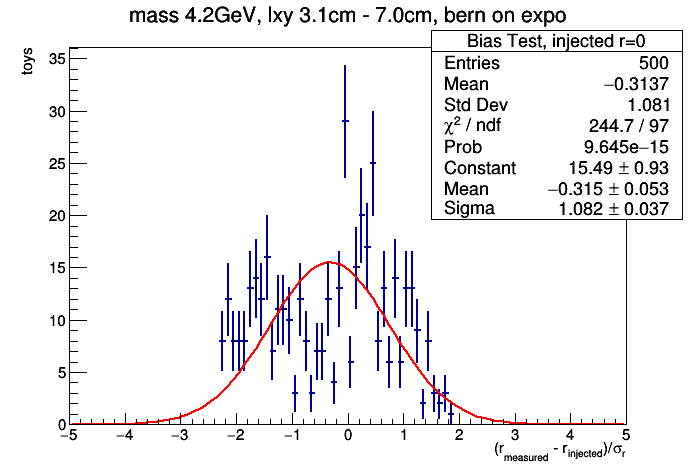 mass 4.2GeV, lxy 3.1cm - 7.0cm, bern on expo
Bias Test, injected r=0
Entries 500
Mean −0.3137
Std Dev 1.081
χ² / ndf 244.7 / 97
Prob 9.645e−15
Constant 15.49 ± 0.93
Mean −0.315 ± 0.053
Sigma 1.082 ± 0.037
toys
35
30
25
20
15
10
5
0
−5 −4 −3 −2 −1 0 1 2 3 4 5
(r_measured - r_injected)/σ_r